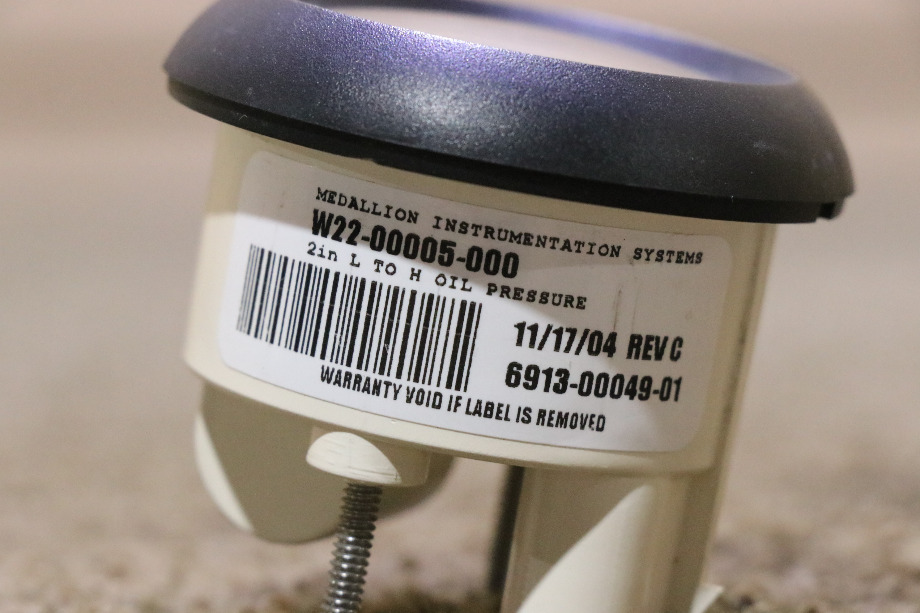 MEDALLION INSTRUMENTATION SYSTEMS
W22-00005-000
2in L TO H OIL PRESSURE
11/17/04 REV C
6913-00049-01
WARRANTY VOID IF LABEL IS REMOVED